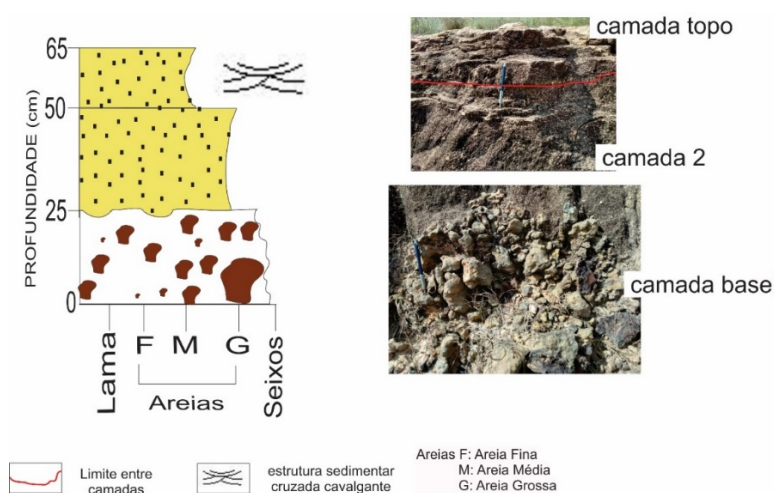 65
50
25
0
PROFUNDIDADE (cm)
Lama
F
M
G
Seixos
Areias
camada topo
camada 2
camada base
Limite entre
camadas
estrutura sedimentar
cruzada cavalgante
Areias F: Areia Fina
M: Areia Média
G: Areia Grossa